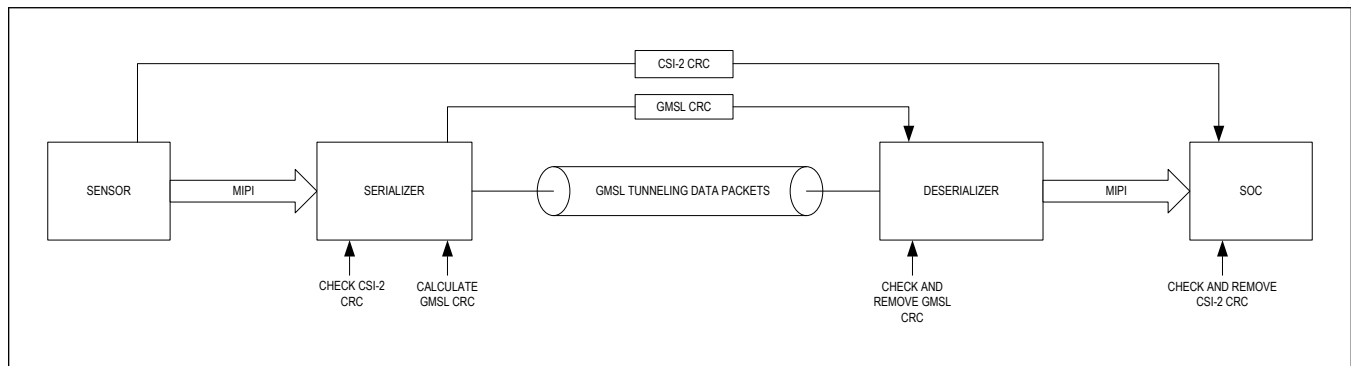 CSI-2 CRC
GMSL CRC
SENSOR
MIPI
SERIALIZER
GMSL TUNNELING DATA PACKETS
DESERIALIZER
MIPI
SOC
CHECK CSI-2
CRC
CALCULATE
GMSL CRC
CHECK AND
REMOVE GMSL
CRC
CHECK AND REMOVE
CSI-2 CRC